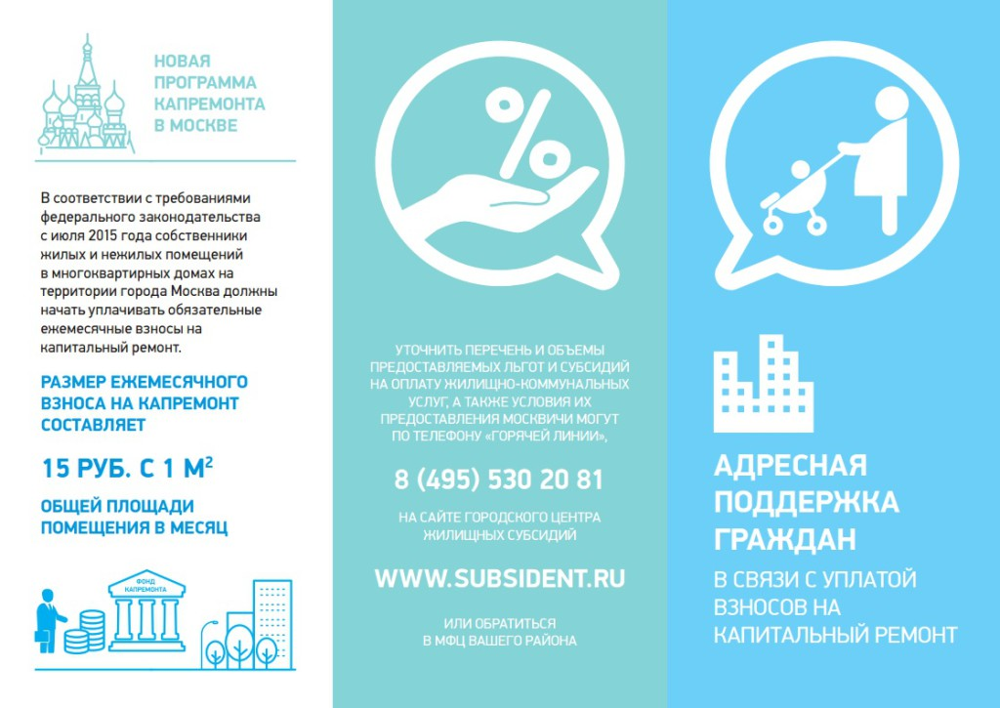 НОВАЯ
ПРОГРАММА
КАПРЕМОНТА
В МОСКВЕ
В соответствии с требованиями
федерального законодательства
с июля 2015 года собственники
жилых и нежилых помещений
в многоквартирных домах на
территории города Москва должны
начать уплачивать обязательные
ежемесячные взносы на
капитальный ремонт.
РАЗМЕР ЕЖЕМЕСЯЧНОГО
ВЗНОСА НА КАПРЕМОНТ
СОСТАВЛЯЕТ
15 РУБ. С 1 М²
ОБЩЕЙ ПЛОЩАДИ
ПОМЕЩЕНИЯ В МЕСЯЦ
ФОНД
КАПРЕМОНТА
%
УТОЧНИТЬ ПЕРЕЧЕНЬ И ОБЪЕМЫ
ПРЕДОСТАВЛЯЕМЫХ ЛЬГОТ И СУБСИДИЙ
НА ОПЛАТУ ЖИЛИЩНО-КОММУНАЛЬНЫХ
УСЛУГ, А ТАКЖЕ УСЛОВИЯ ИХ
ПРЕДОСТАВЛЕНИЯ МОСКВИЧИ МОГУТ
ПО ТЕЛЕФОНУ «ГОРЯЧЕЙ ЛИНИИ»,
8 (495) 530 20 81
НА САЙТЕ ГОРОДСКОГО ЦЕНТРА
ЖИЛИЩНЫХ СУБСИДИЙ
WWW.SUBSIDENT.RU
ИЛИ ОБРАТИТЬСЯ
В МФЦ ВАШЕГО РАЙОНА
АДРЕСНАЯ
ПОДДЕРЖКА
ГРАЖДАН
В СВЯЗИ С УПЛАТОЙ
ВЗНОСОВ НА
КАПИТАЛЬНЫЙ РЕМОНТ